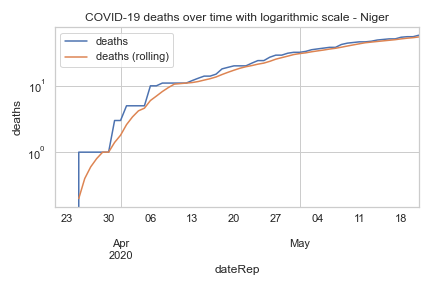 COVID-19 deaths over time with logarithmic scale - Niger
deaths
deaths (rolling)
deaths
10¹
10⁰
23 30 06 13 20 27 04 11 18
Apr May
2020
dateRep